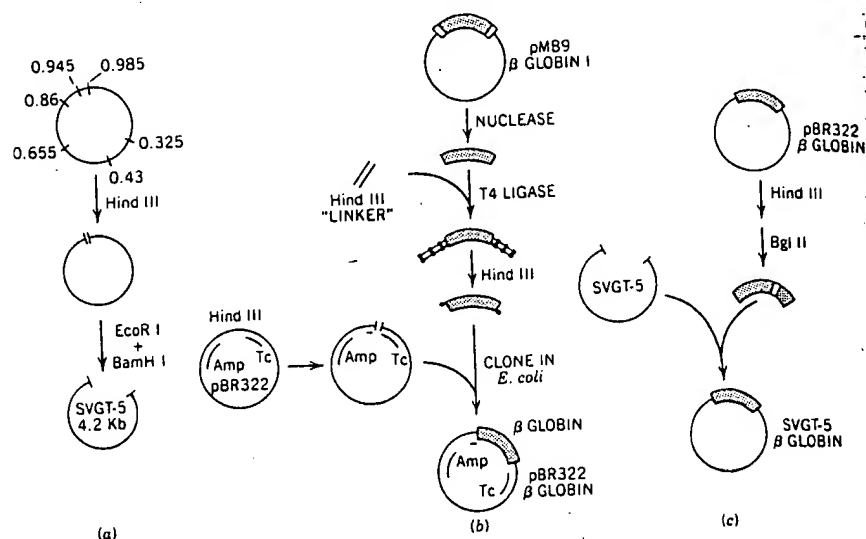 0.945
0.985
0.86
0.325
0.655
0.43
Hind III
EcoR I
+
BamH I
SVGT-5
4.2 Kb
(a)
pMB9
β GLOBIN I
NUCLEASE
Hind III
"LINKER"
T4 LIGASE
Hind III
Hind III
Amp
Tc
pBR322
Amp
Tc
CLONE IN
E. coli
β GLOBIN
Amp
Tc
pBR322
β GLOBIN
(b)
pBR322
β GLOBIN
Hind III
Bgl II
SVGT-5
SVGT-5
β GLOBIN
(c)